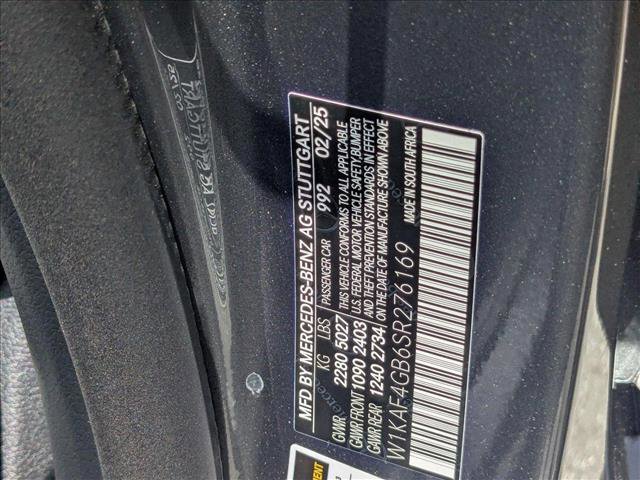 MFD BY MERCEDES-BENZ AG STUTTGART
PASSENGER CAR 992 02/25
KG LBS
GVWR 2280 5027
GAWR FRONT 1090 2403
GAWR REAR 1240 2734
THIS VEHICLE CONFORMS TO ALL APPLICABLE
U.S. FEDERAL MOTOR VEHICLE SAFETY, BUMPER
AND THEFT PREVENTION STANDARDS IN EFFECT
ON DATE OF MANUFACTURE SHOWN ABOVE
W1KAF4GB6SR276169
MADE IN SOUTH AFRICA